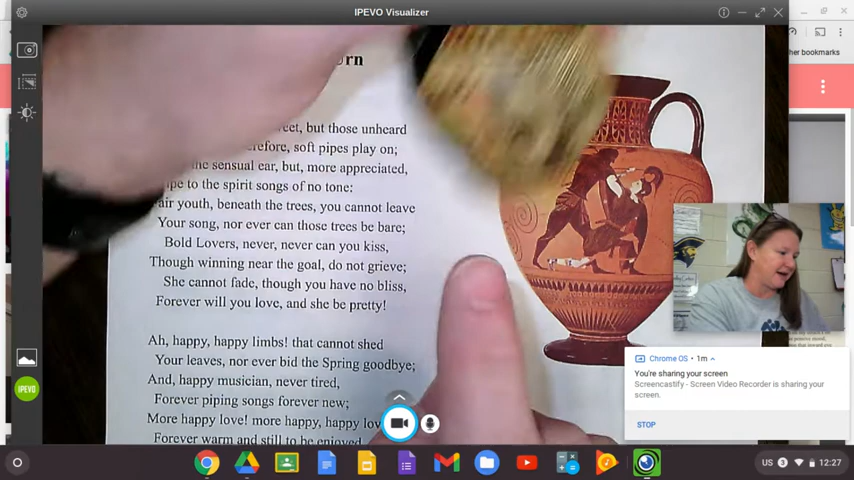 IPEVO Visualizer
her bookmarks
rn
eet, but those unheard
refore, soft pipes play on;
the sensual ear, but, more appreciated,
ipe to the spirit songs of no tone:
air youth, beneath the trees, you cannot leave
Your song, nor ever can those trees be bare;
Bold Lovers, never, never can you kiss,
Though winning near the goal, do not grieve;
She cannot fade, though you have no bliss,
Forever will you love, and she be pretty!
Ah, happy, happy limbs! that cannot shed
Your leaves, nor ever bid the Spring goodbye;
And, happy musician, never tired,
Forever piping songs forever new;
More happy love! more happy, happy lov
Forever warm and still to be enjoyed
Chrome OS • 1m
You're sharing your screen
Screencastify - Screen Video Recorder is sharing your
screen.
STOP
IPEVO
US 3 12:27